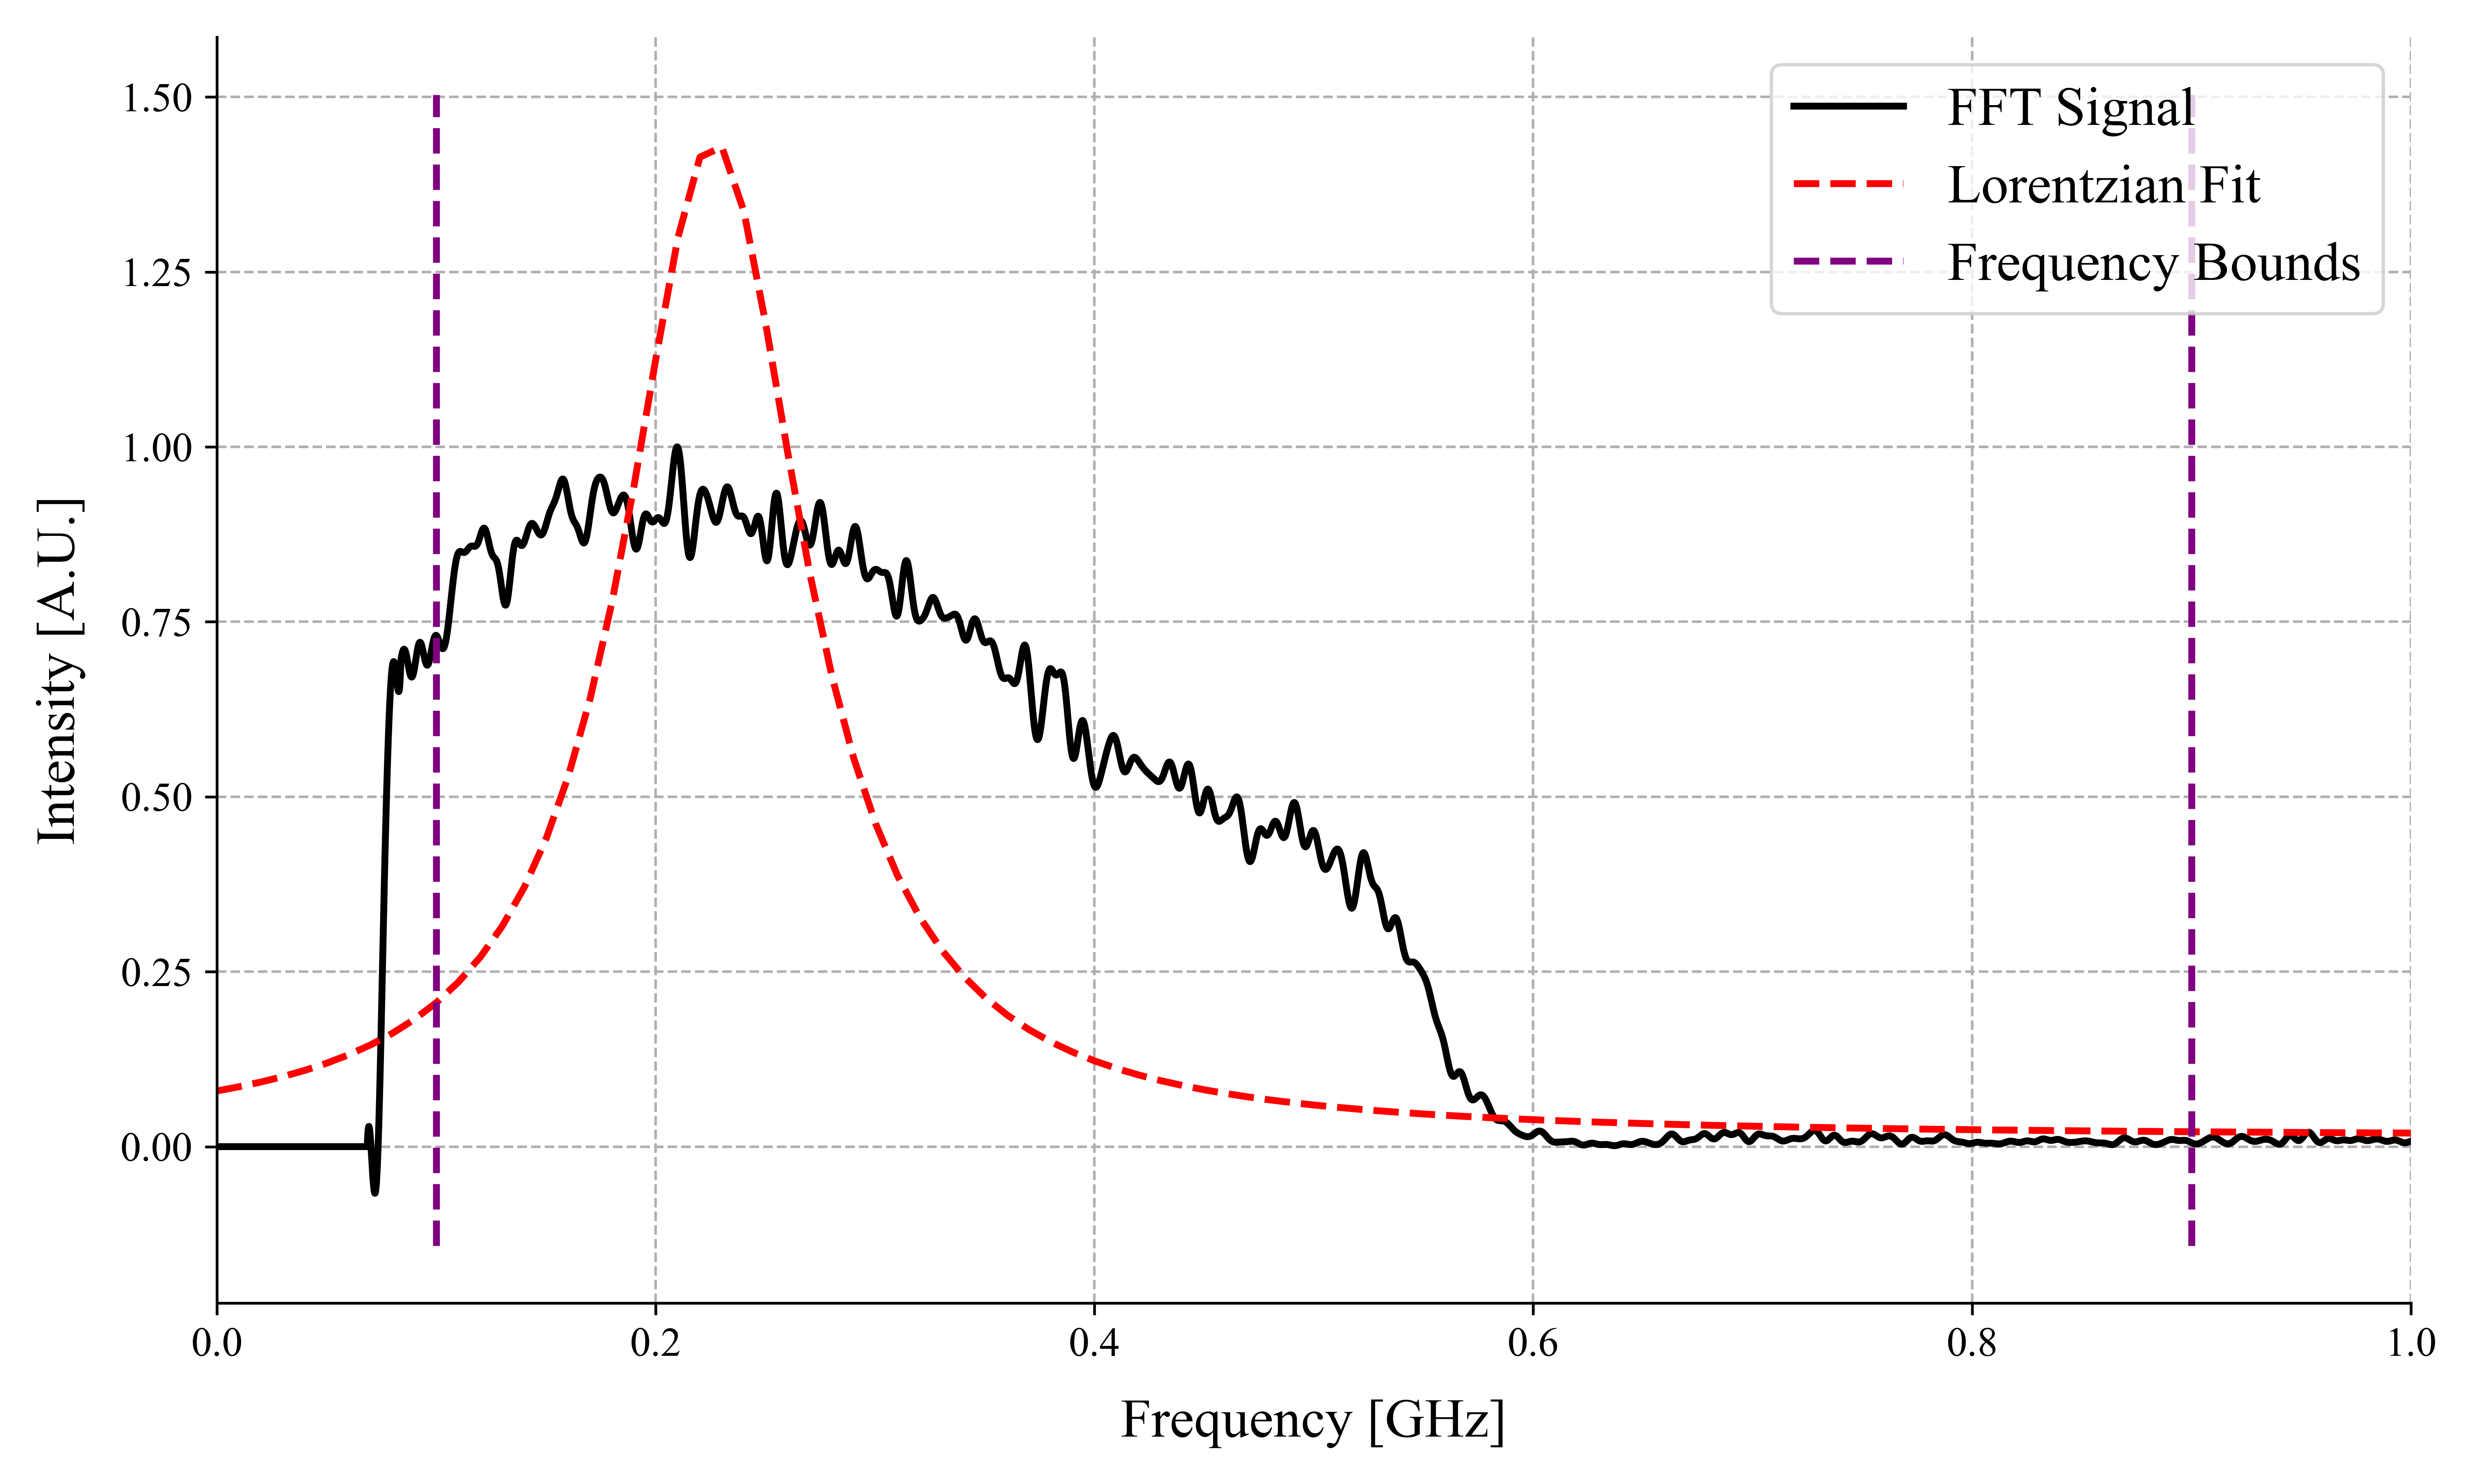 1.50
1.25
1.00
0.75
0.50
0.25
0.00
Intensity [A.U.]
FFT Signal
Lorentzian Fit
Frequency Bounds
0.0 0.2 0.4 0.6 0.8 1.0
Frequency [GHz]